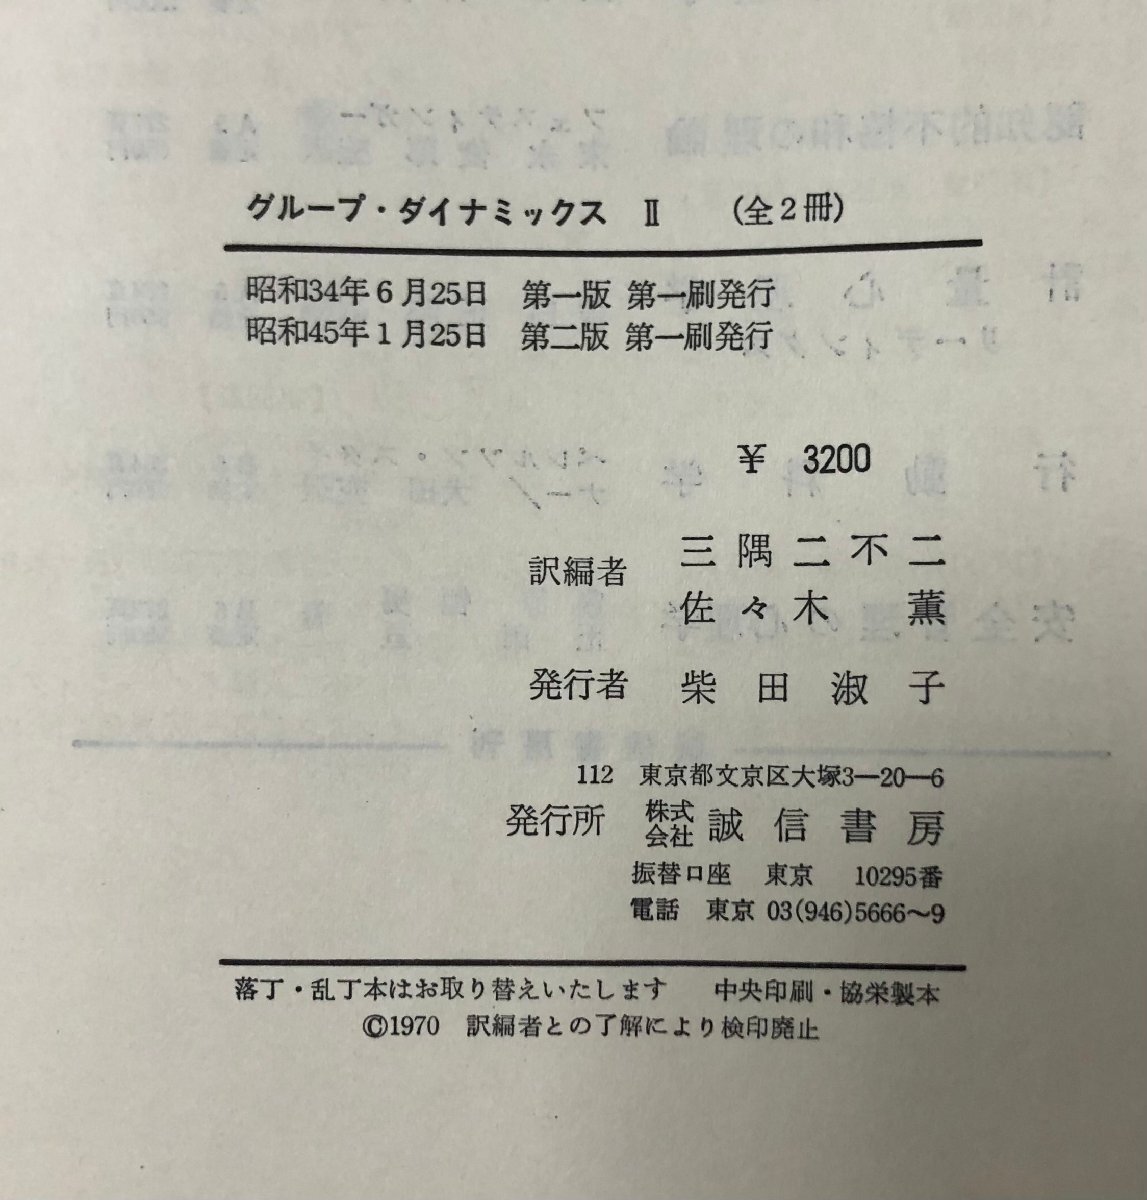 グループ・ダイナミックス Ⅱ (全2冊)
昭和34年6月25日 第一版 第一刷発行
昭和45年1月25日 第二版 第一刷発行
¥ 3200
訳編者 三隅二不二
佐々木 薫
発行者 柴田淑子
112 東京都文京区大塚3―20―6
発行所 株式会社 誠信書房
振替口座 東京 10295番
電話 東京 03(946)5666〜9
落丁・乱丁本はお取り替えいたします 中央印刷・協栄製本
©1970 訳編者との了解により検印廃止